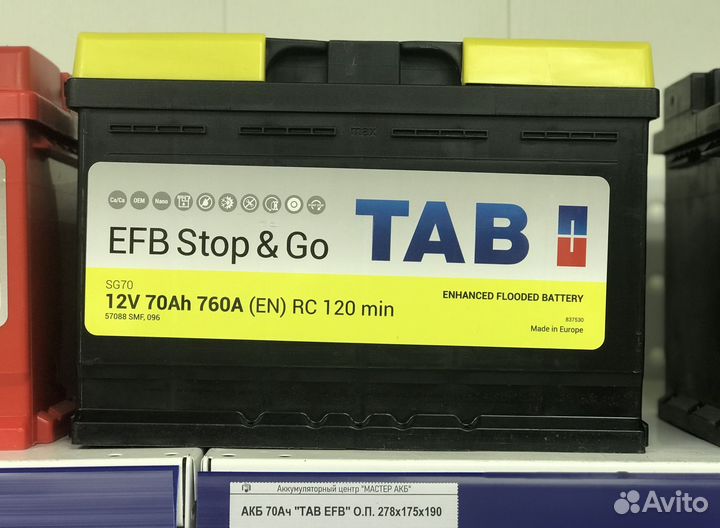 max
Ca/Ca OEM Nano
TAB
EFB Stop & Go
SG70
12V 70Ah 760A (EN) RC 120 min
57088 SMF, 096
ENHANCED FLOODED BATTERY
837530
Made in Europe
Аккумуляторный центр "МАСТЕР АКБ"
АКБ 70Ач "TAB EFB" О.П. 278x175x190
Avito